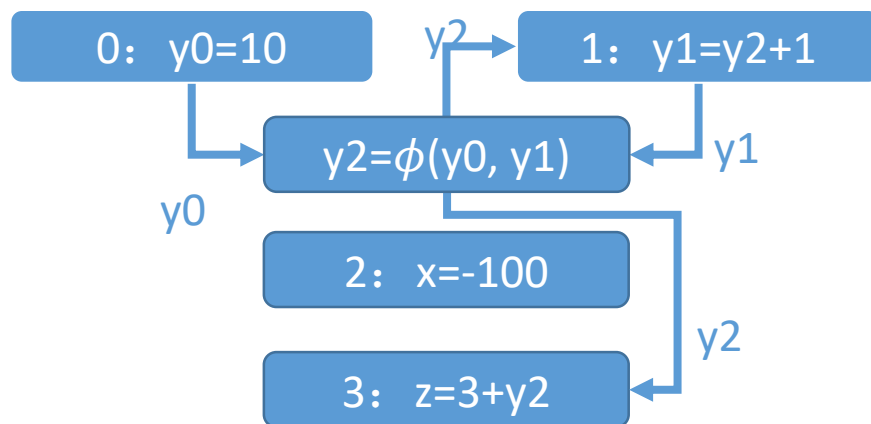 0：y0=10
y2
1：y1=y2+1
y2=ϕ(y0, y1)
y1
y0
2：x=-100
y2
3：z=3+y2